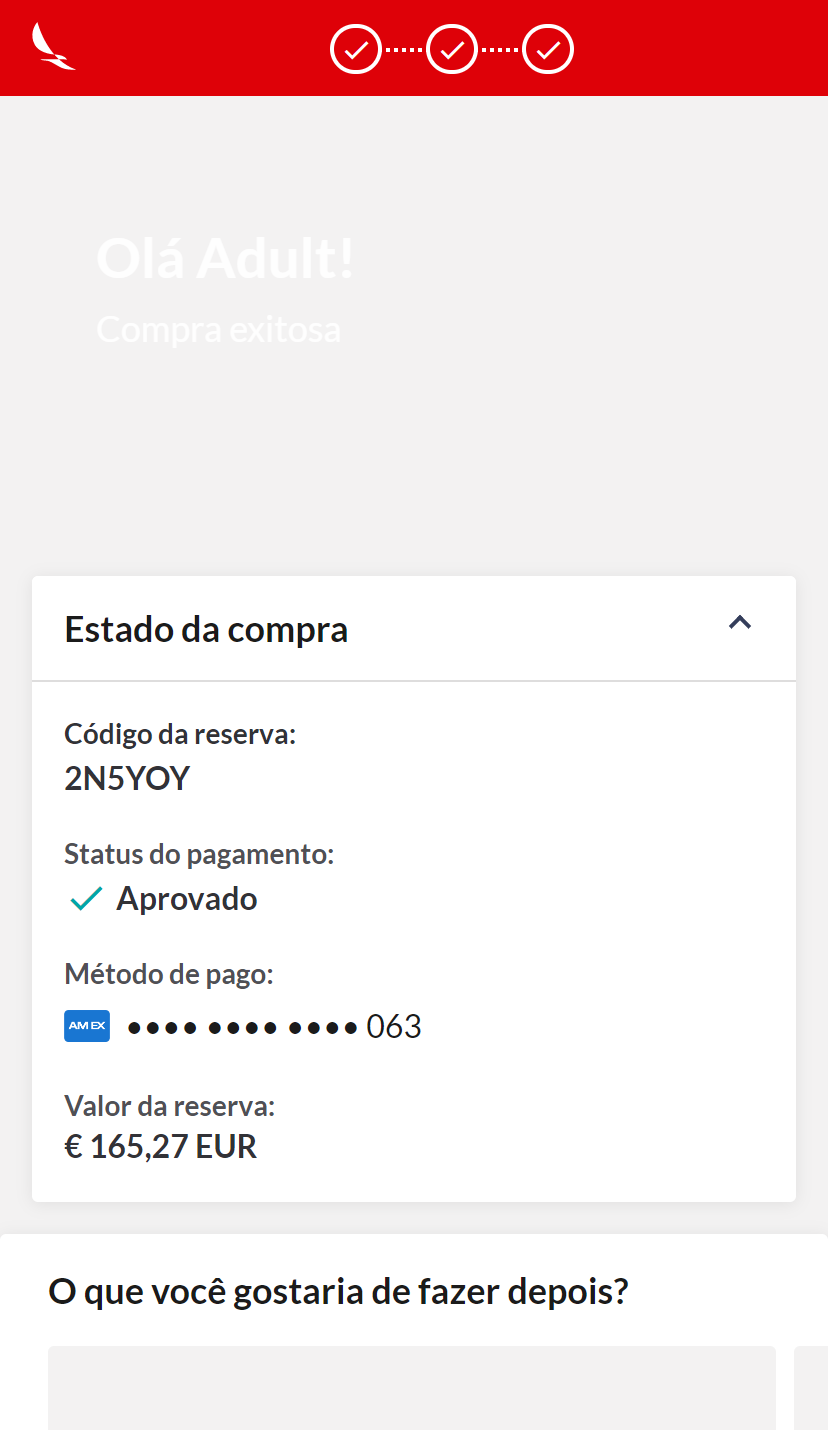 Olá Adult!
Compra exitosa
Estado da compra
Código da reserva:
2N5YOY
Status do pagamento:
Aprovado
Método de pago:
AMEX •••• •••• •••• 063
Valor da reserva:
€ 165,27 EUR
O que você gostaria de fazer depois?